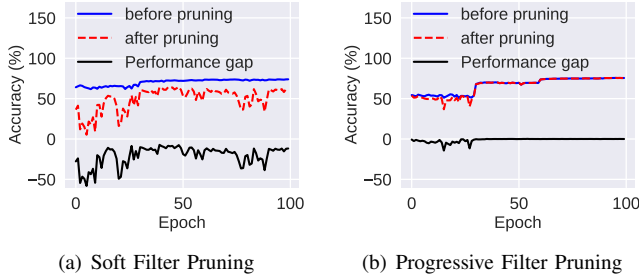 before pruning
after pruning
Performance gap
Accuracy (%)
150
100
50
0
−50
0
50
100
Epoch
(a) Soft Filter Pruning
before pruning
after pruning
Performance gap
Accuracy (%)
150
100
50
0
−50
0
50
100
Epoch
(b) Progressive Filter Pruning